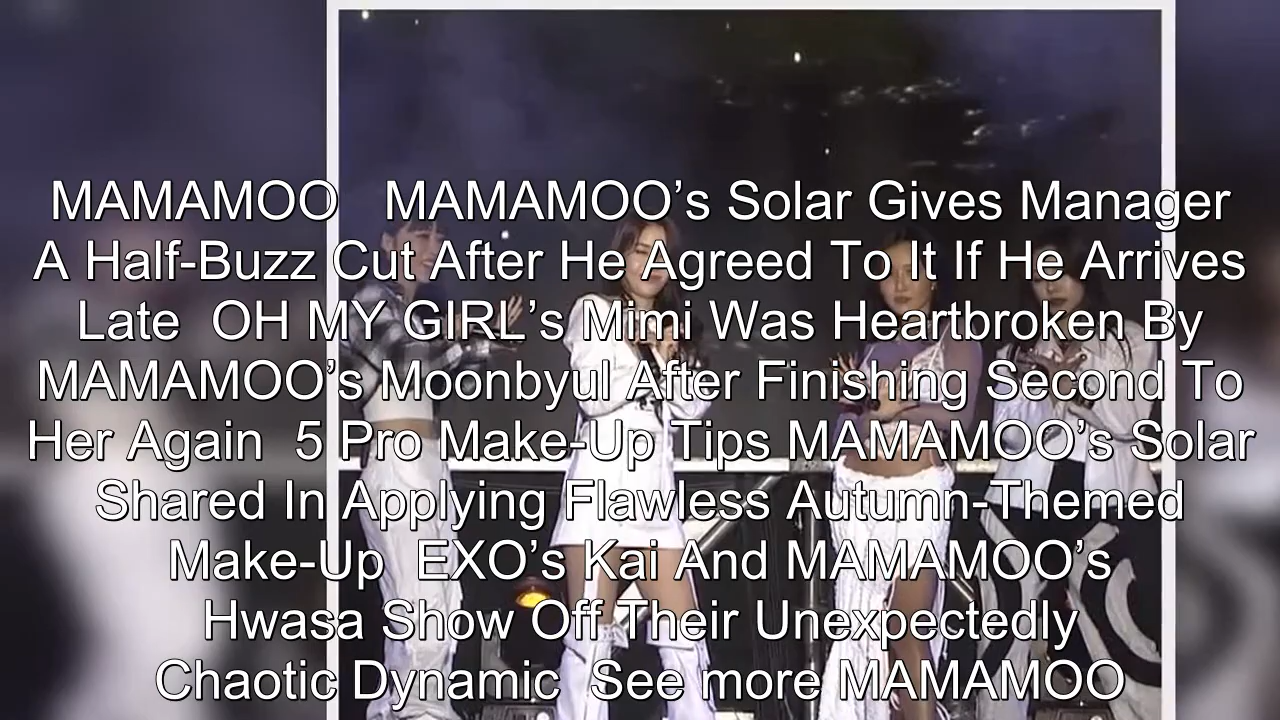 MAMAMOO   MAMAMOO’s Solar Gives Manager
A Half-Buzz Cut After He Agreed To It If He Arrives
Late  OH MY GIRL’s Mimi Was Heartbroken By
MAMAMOO’s Moonbyul After Finishing Second To
Her Again  5 Pro Make-Up Tips MAMAMOO’s Solar
Shared In Applying Flawless Autumn-Themed
Make-Up  EXO’s Kai And MAMAMOO’s
Hwasa Show Off Their Unexpectedly
Chaotic Dynamic  See more MAMAMOO